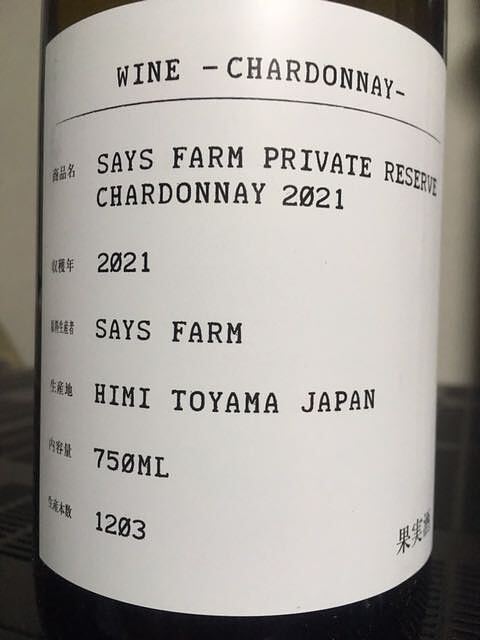 WINE -CHARDONNAY-
商品名 SAYS FARM PRIVATE RESERVE
CHARDONNAY 2021
収穫年 2021
SAYS FARM
生産地 HIMI TOYAMA JAPAN
内容量 750ML
生産本数 1203
果実酒